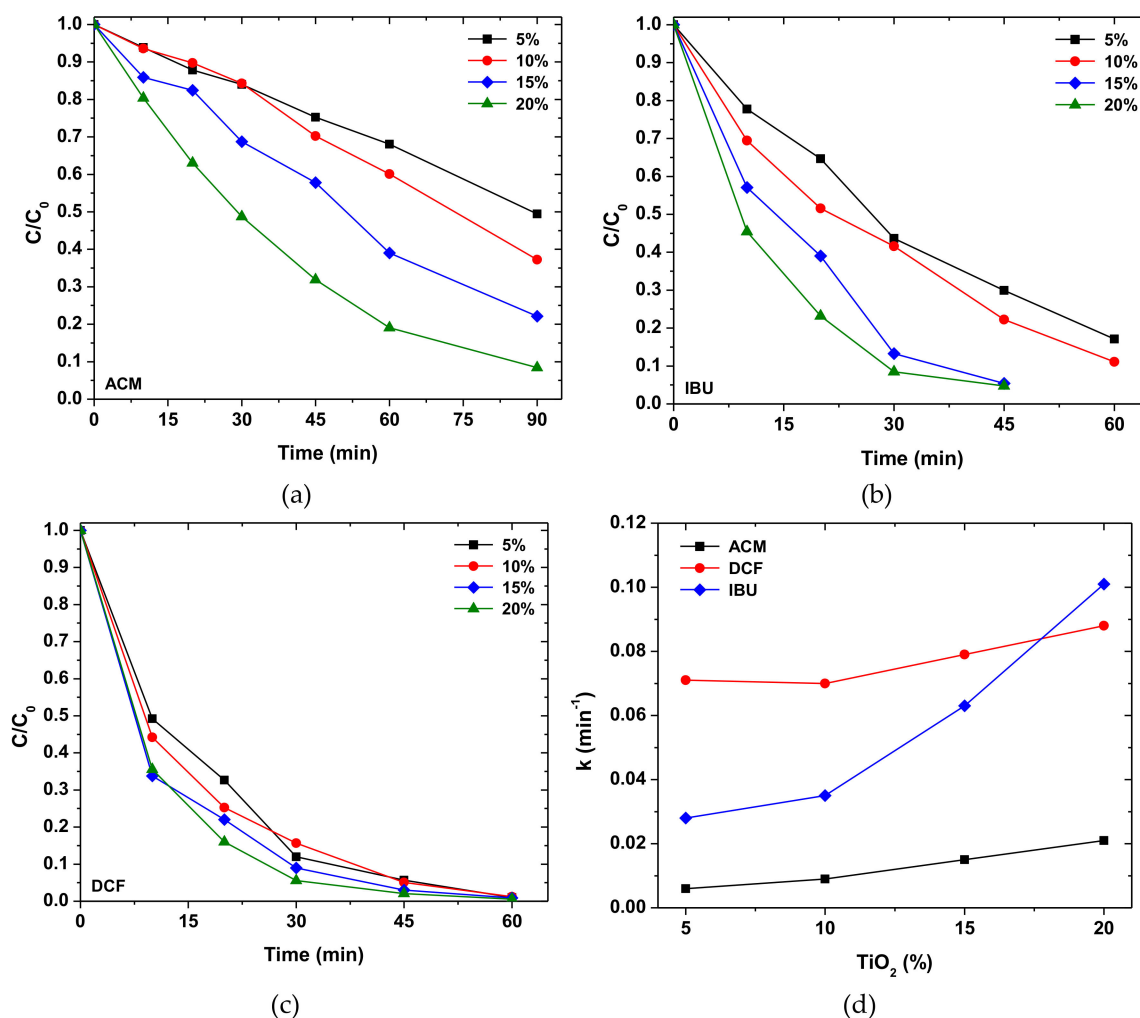 1.0
0.9
0.8
0.7
0.6
0.5
0.4
0.3
0.2
0.1
0.0
C/C0
5%
10%
15%
20%
ACM
0 15 30 45 60 75 90
Time (min)
(a)
1.0
0.9
0.8
0.7
0.6
0.5
0.4
0.3
0.2
0.1
0.0
C/C0
5%
10%
15%
20%
IBU
0 15 30 45 60
Time (min)
(b)
1.0
0.9
0.8
0.7
0.6
0.5
0.4
0.3
0.2
0.1
0.0
C/C0
5%
10%
15%
20%
DCF
0 15 30 45 60
Time (min)
(c)
0.12
0.10
0.08
0.06
0.04
0.02
0.00
k (min-1)
ACM
DCF
IBU
5 10 15 20
TiO2 (%)
(d)